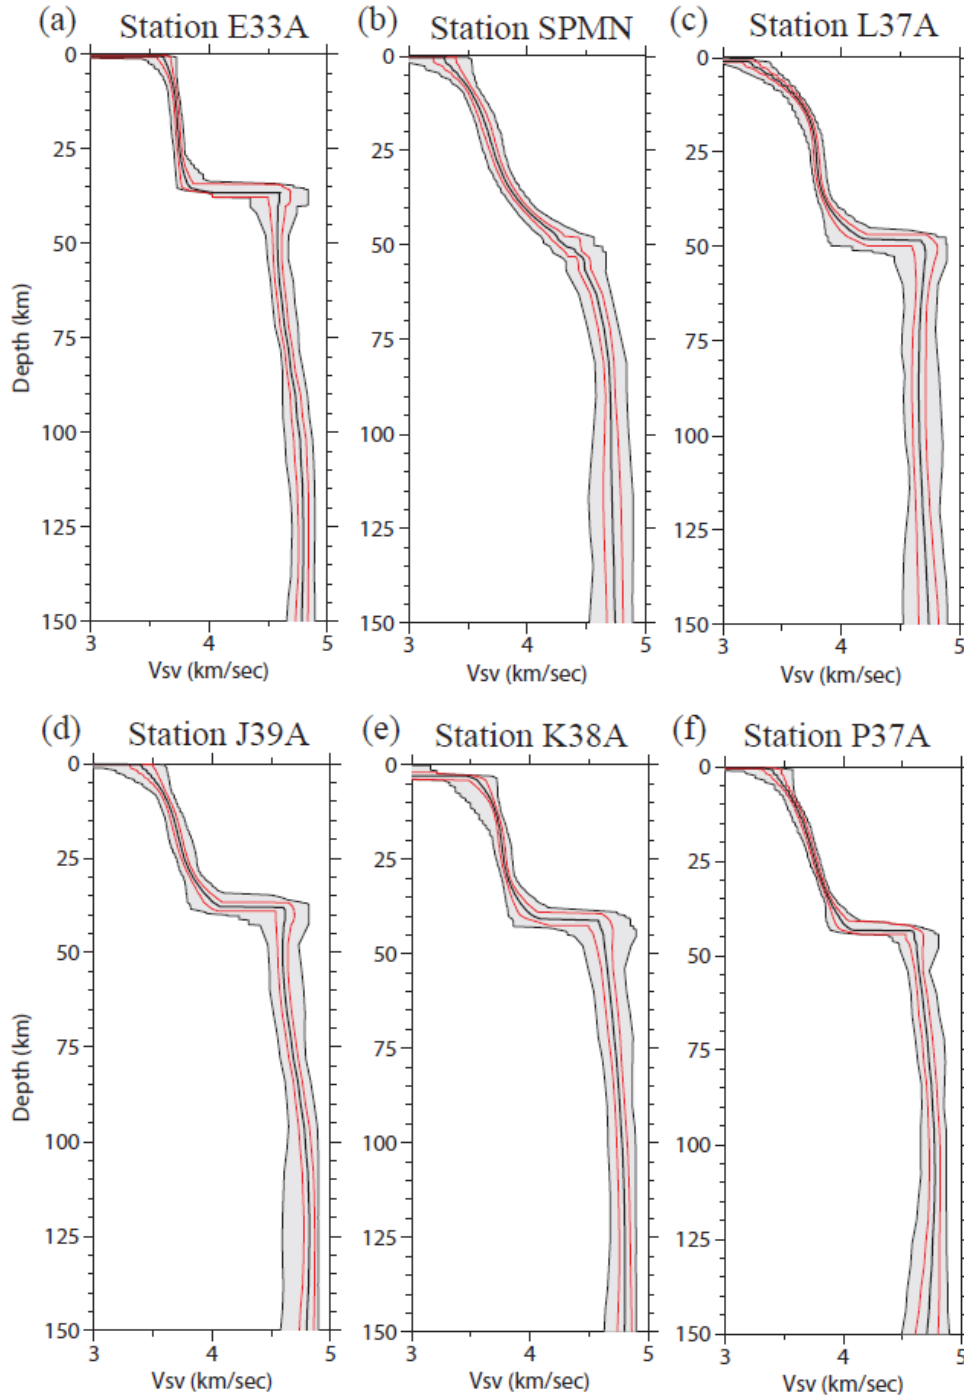 (a) Station E33A
(b) Station SPMN
(c) Station L37A
0
25
50
75
100
125
150
Depth (km)
3 4 5
Vsv (km/sec)
0
25
50
75
100
125
150
3 4 5
Vsv (km/sec)
0
25
50
75
100
125
150
3 4 5
Vsv (km/sec)
(d) Station J39A
(e) Station K38A
(f) Station P37A
0
25
50
75
100
125
150
Depth (km)
3 4 5
Vsv (km/sec)
0
25
50
75
100
125
150
3 4 5
Vsv (km/sec)
0
25
50
75
100
125
150
3 4 5
Vsv (km/sec)